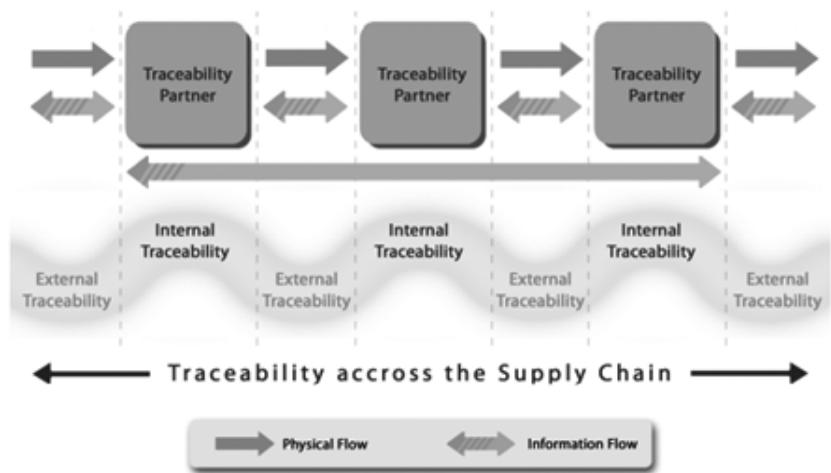 Traceability
Partner
Traceability
Partner
Traceability
Partner
Internal
Traceability
Internal
Traceability
Internal
Traceability
External
Traceability
External
Traceability
External
Traceability
External
Traceability
Traceability accross the Supply Chain
Physical Flow
Information Flow